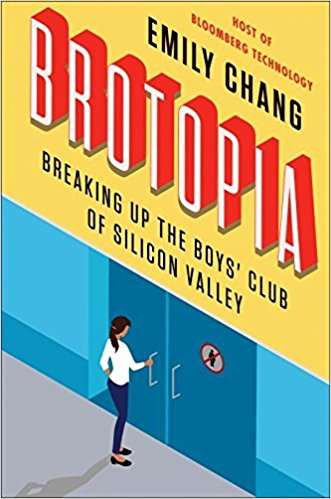 HOST OF
BLOOMBERG TECHNOLOGY
EMILY CHANG
BROTOPIA
BREAKING UP THE BOYS' CLUB
OF SILICON VALLEY